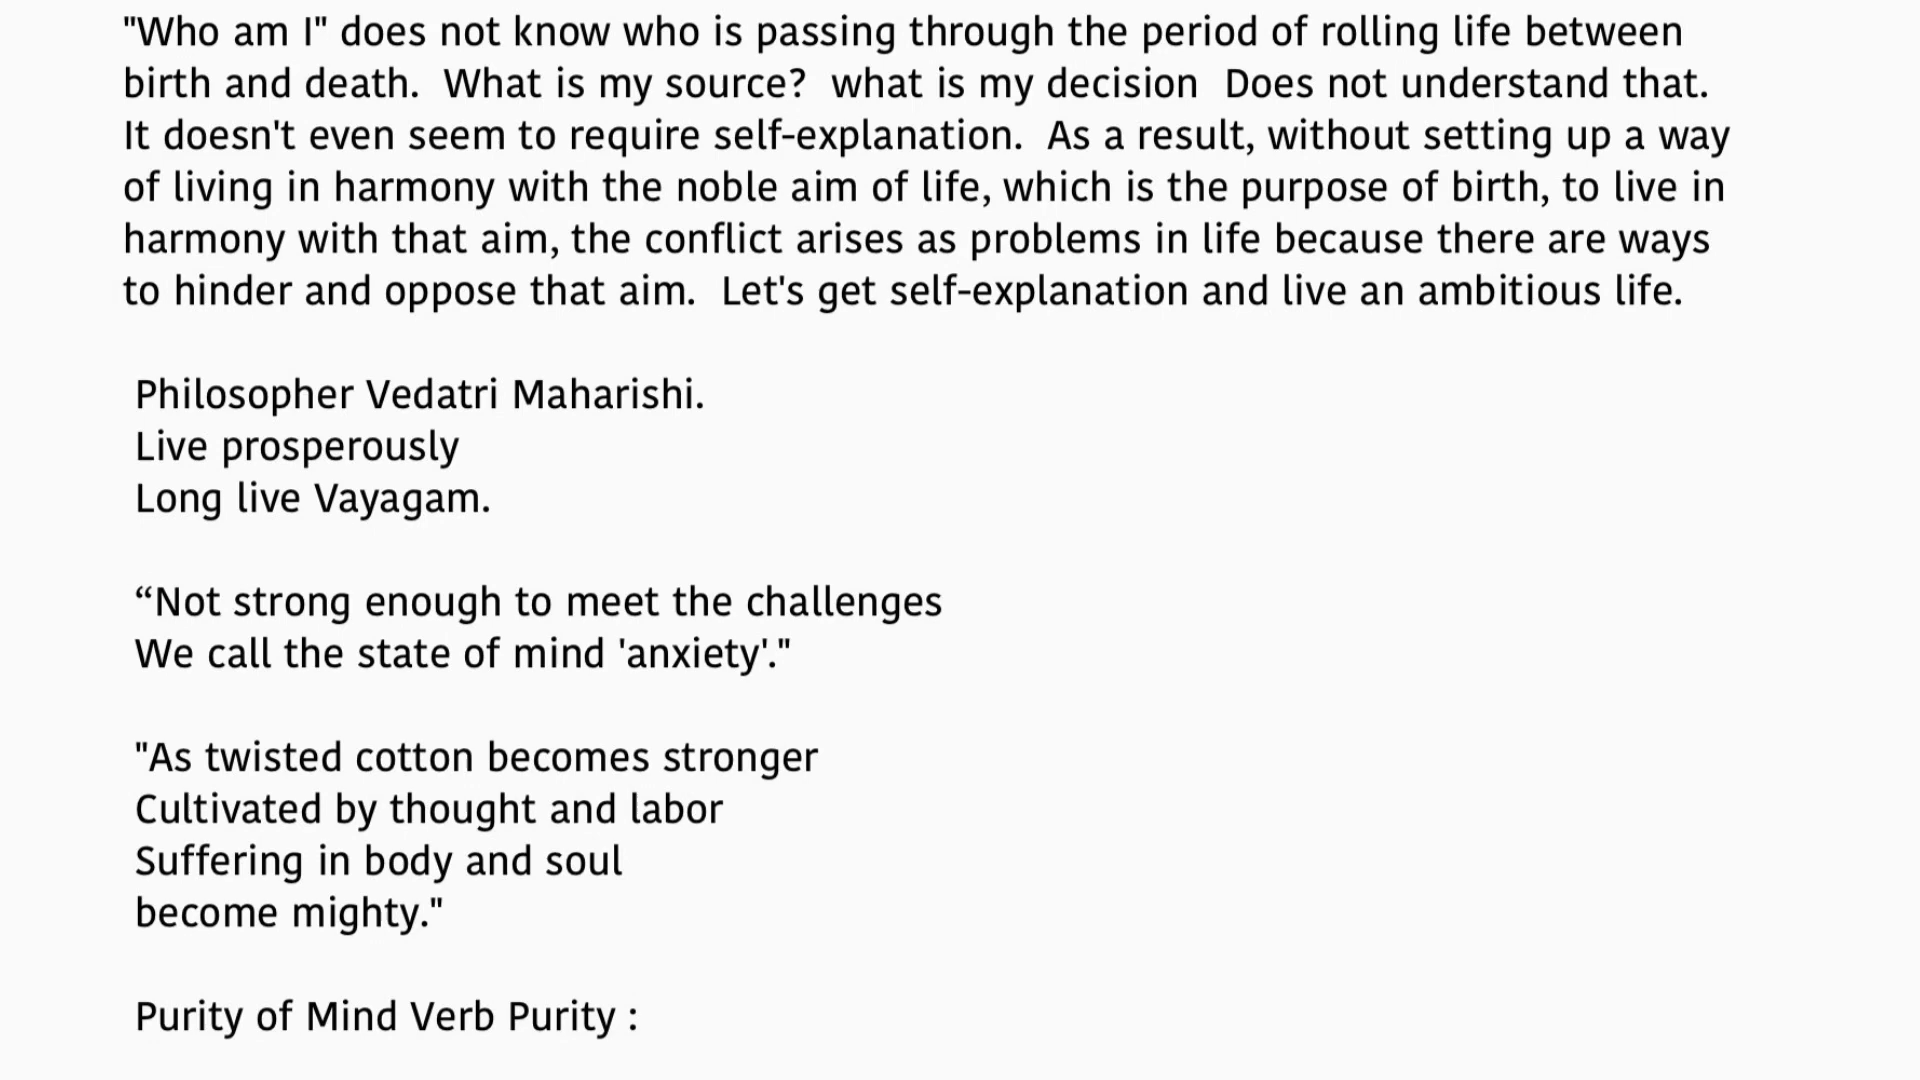 "Who am I" does not know who is passing through the period of rolling life between
birth and death.  What is my source?  what is my decision  Does not understand that.
It doesn't even seem to require self-explanation.  As a result, without setting up a way
of living in harmony with the noble aim of life, which is the purpose of birth, to live in
harmony with that aim, the conflict arises as problems in life because there are ways
to hinder and oppose that aim.  Let's get self-explanation and live an ambitious life.
Philosopher Vedatri Maharishi.
Live prosperously
Long live Vayagam.
“Not strong enough to meet the challenges
We call the state of mind 'anxiety'."
"As twisted cotton becomes stronger
Cultivated by thought and labor
Suffering in body and soul
become mighty."
Purity of Mind Verb Purity :